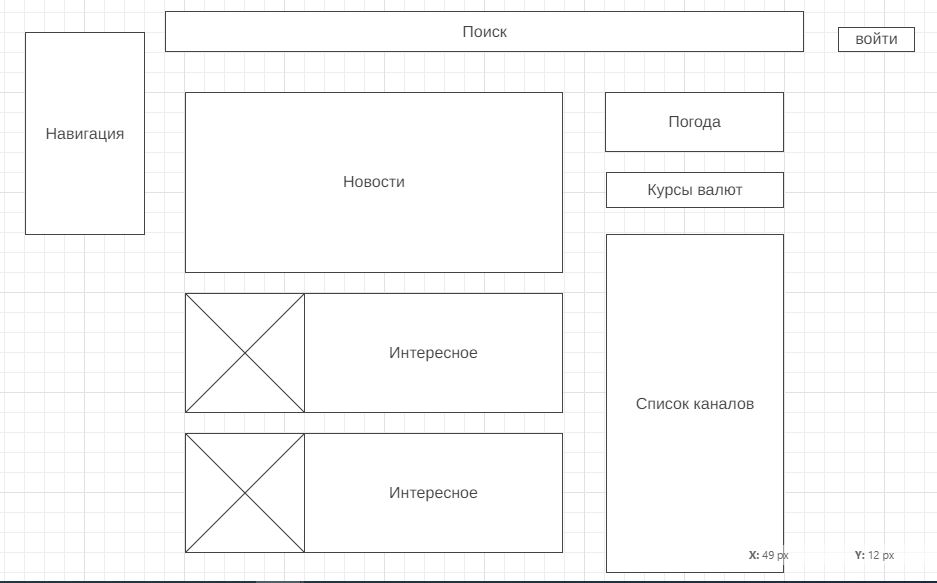 Поиск
войти
Навигация
Новости
Погода
Курсы валют
Интересное
Список каналов
Интересное
X: 49 px
Y: 12 px